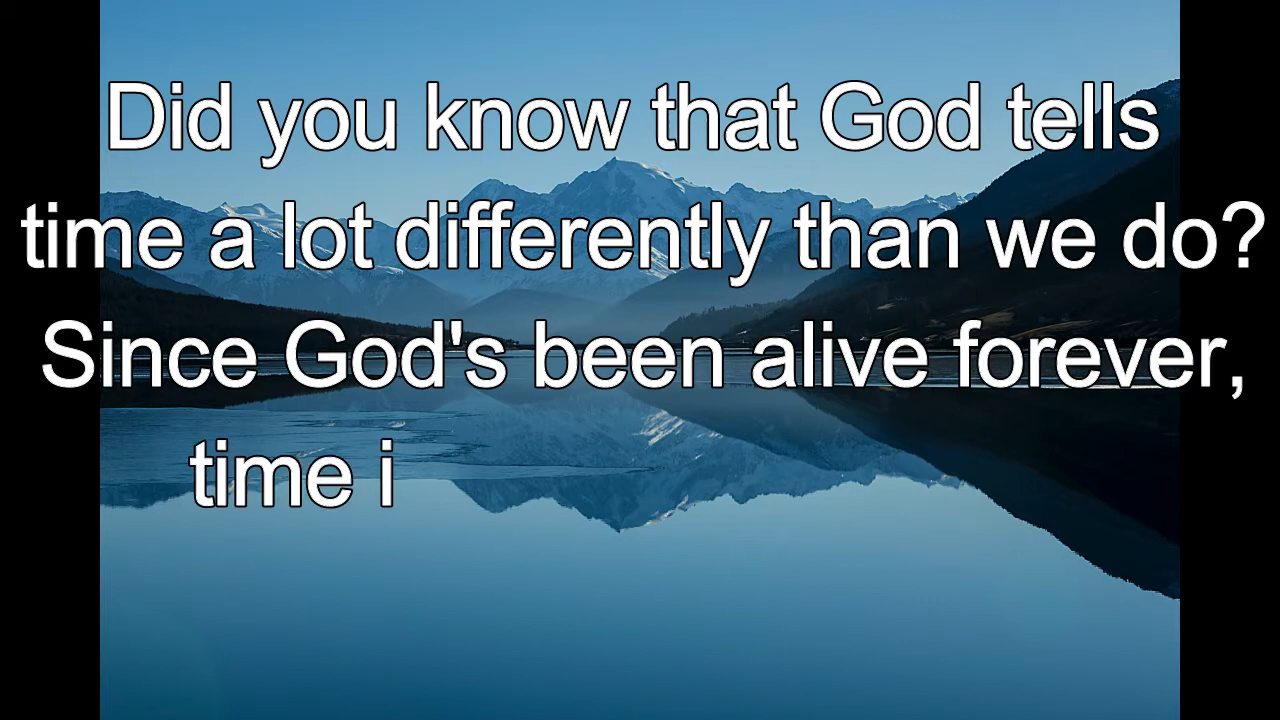 Did you know that God tells
time a lot differently than we do?
Since God's been alive forever,
time i